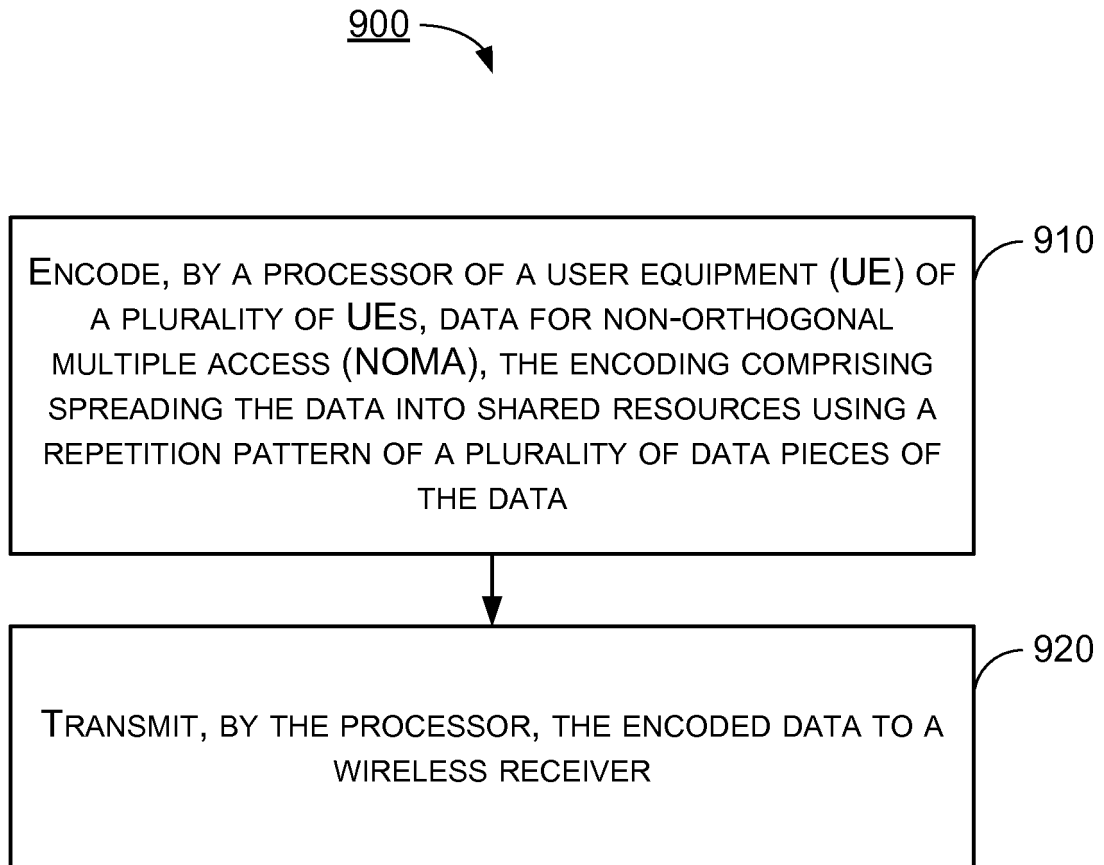 900
910
ENCODE, BY A PROCESSOR OF A USER EQUIPMENT (UE) OF
A PLURALITY OF UES, DATA FOR NON-ORTHOGONAL
MULTIPLE ACCESS (NOMA), THE ENCODING COMPRISING
SPREADING THE DATA INTO SHARED RESOURCES USING A
REPETITION PATTERN OF A PLURALITY OF DATA PIECES OF
THE DATA
920
TRANSMIT, BY THE PROCESSOR, THE ENCODED DATA TO A
WIRELESS RECEIVER